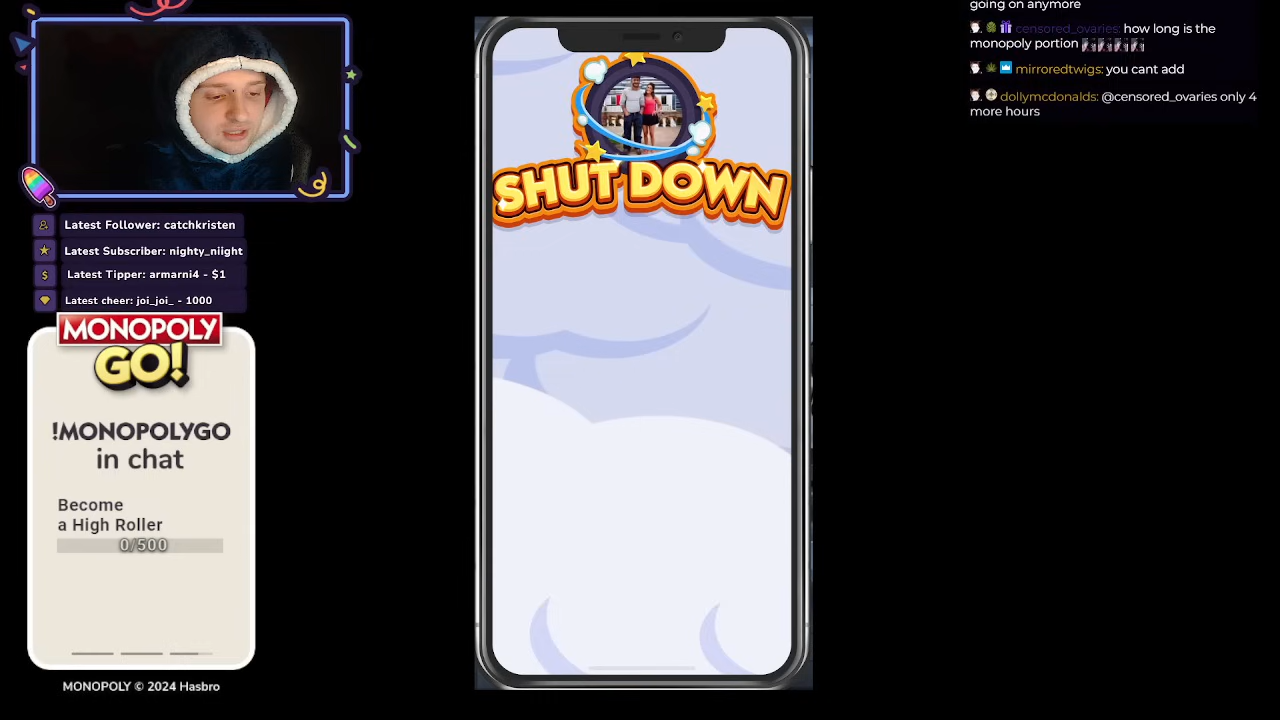 going on anymore
censored_ovaries: how long is the
monopoly portion
mirroredtwigs: you cant add
dollymcdonalds: @censored_ovaries only 4
more hours
SHUT DOWN
Latest Follower: catchkristen
Latest Subscriber: nighty_niight
Latest Tipper: armarni4 - $1
Latest cheer: joi_joi_ - 1000
MONOPOLY
GO!
!MONOPOLYGO
in chat
Become
a High Roller
0/500
MONOPOLY © 2024 Hasbro